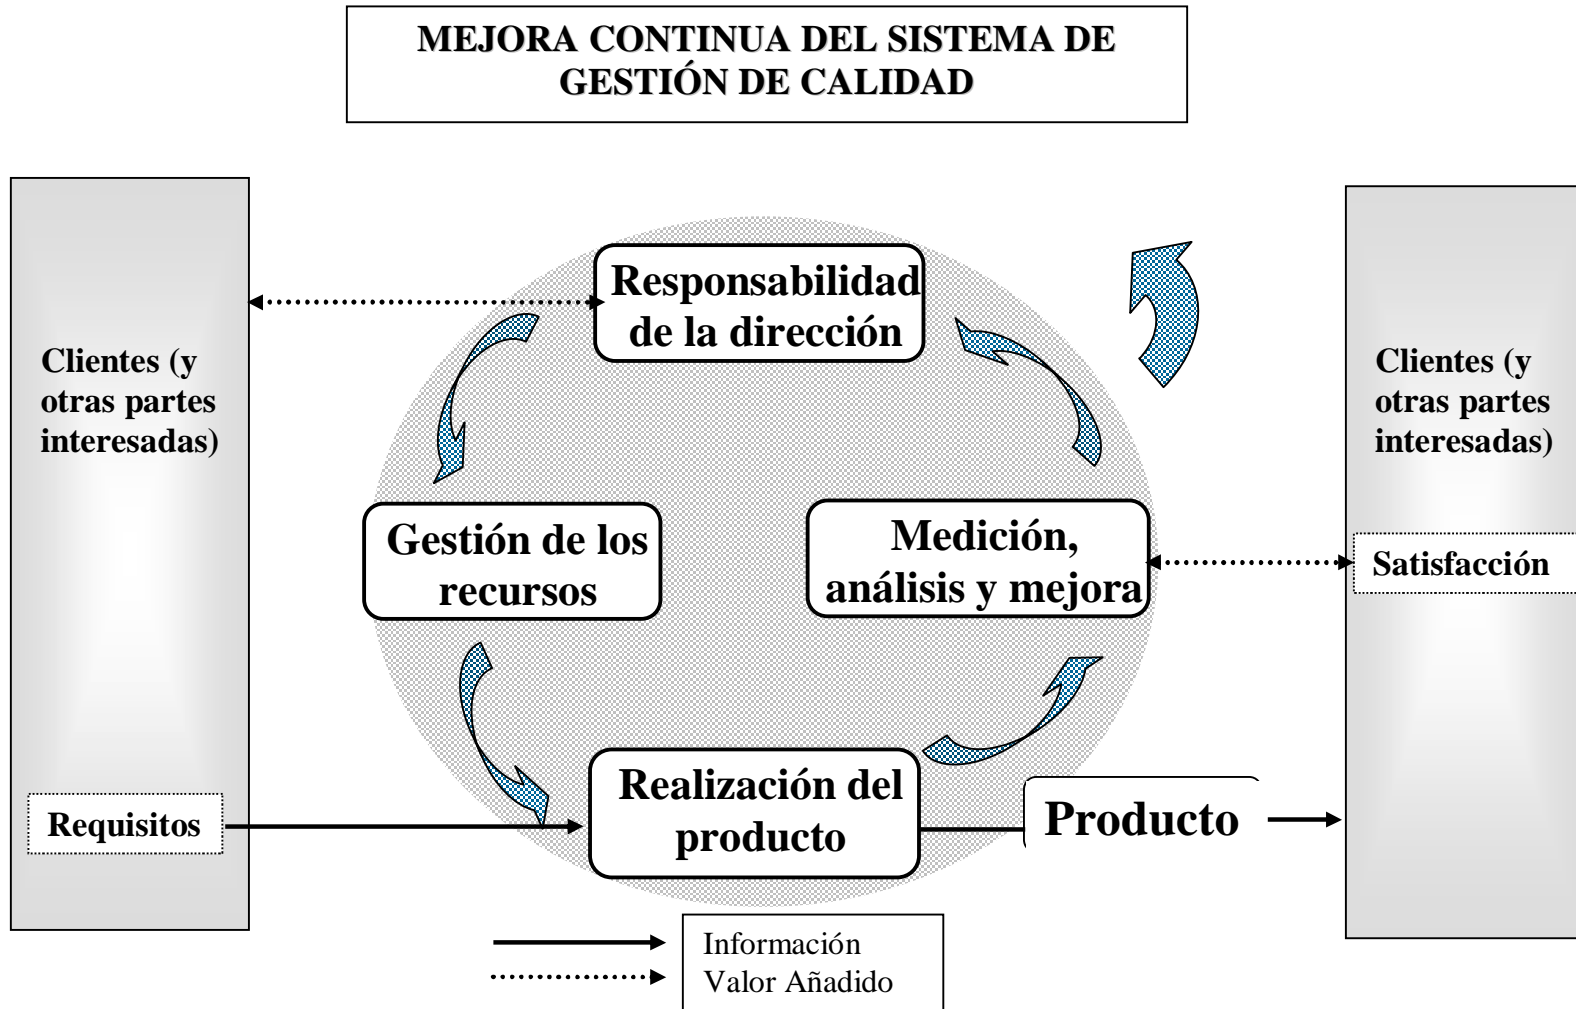 MEJORA CONTINUA DEL SISTEMA DE
GESTIÓN DE CALIDAD
Clientes (y
otras partes
interesadas)
Requisitos
Responsabilidad
de la dirección
Gestión de los
recursos
Medición,
análisis y mejora
Realización del
producto
Producto
Clientes (y
otras partes
interesadas)
Satisfacción
Información
Valor Añadido